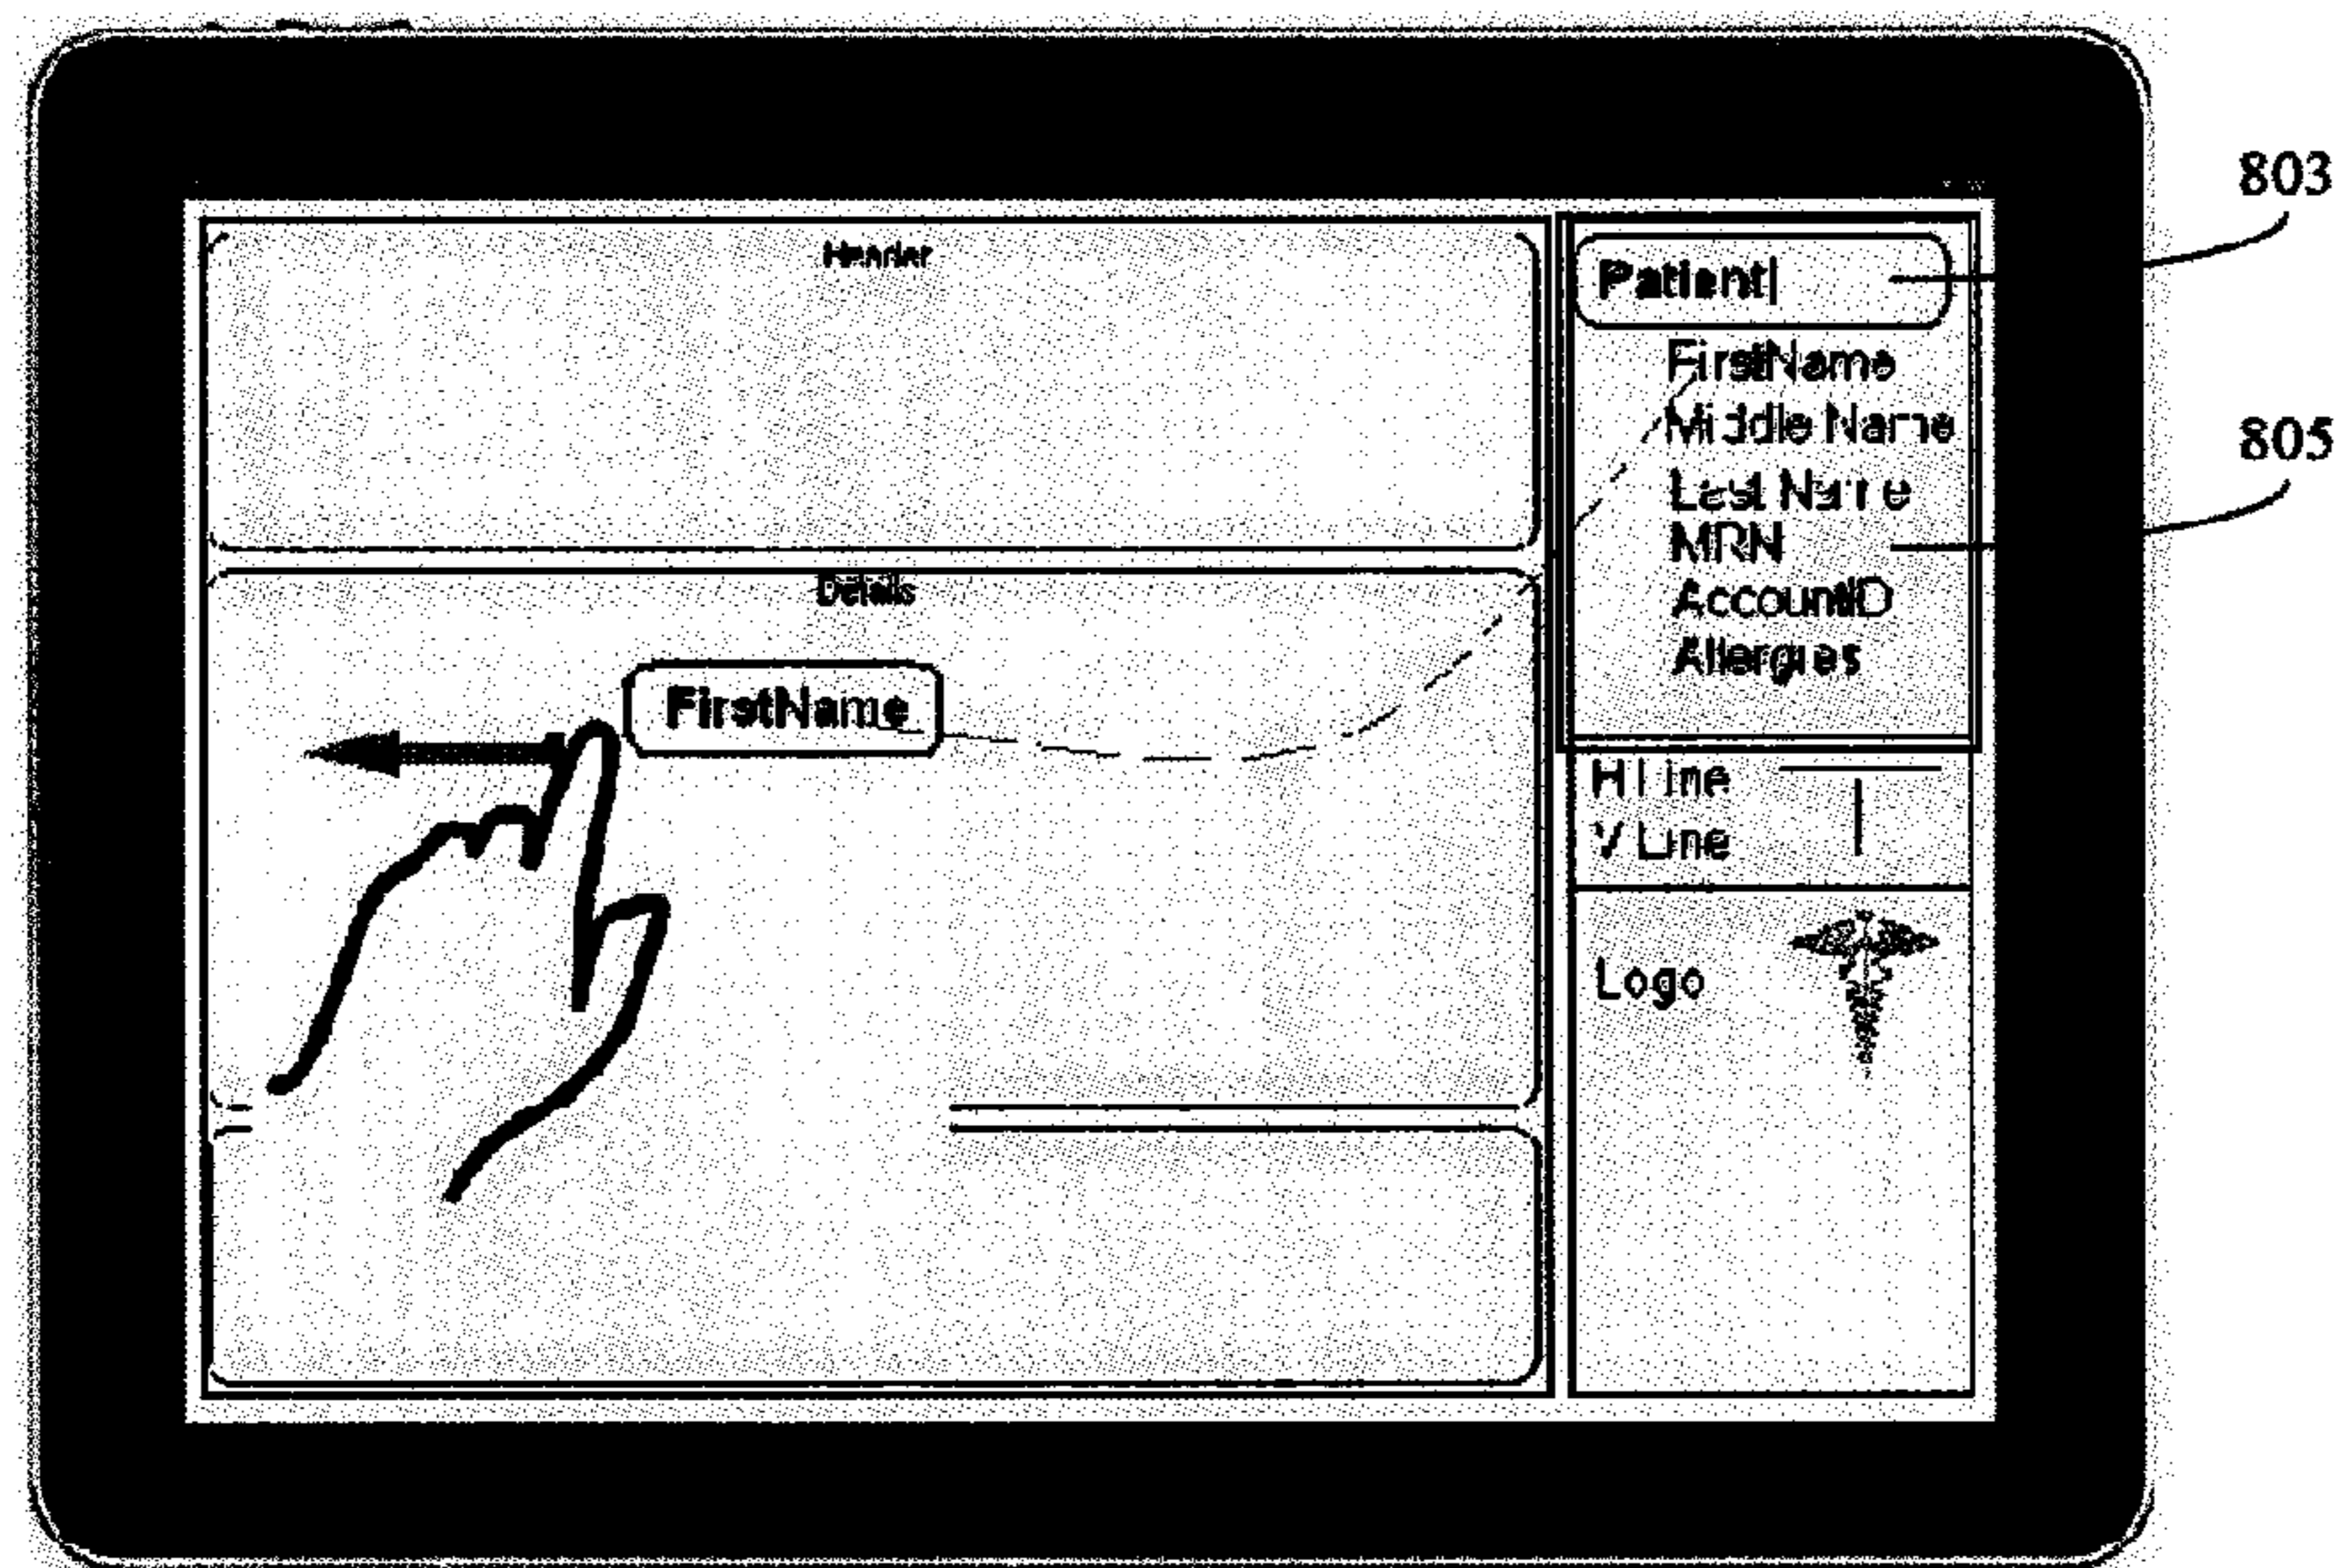 803
Header
Patient
FirstName
Middle Name
805
Last Name
MRN
Details
AccountID
Allergies
FirstName
H Line
V Line
Logo